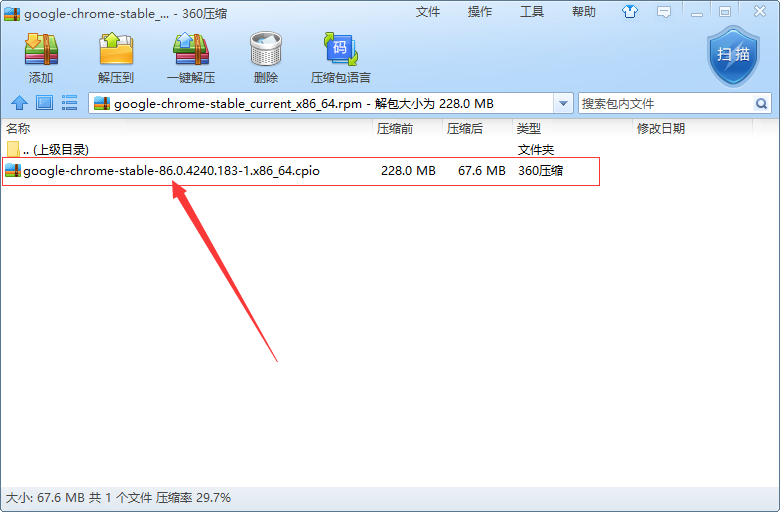 google-chrome-stable_... - 360压缩 文件 操作 工具 帮助
添加 解压到 一键解压 删除 码 压缩包语言 扫描
google-chrome-stable_current_x86_64.rpm - 解包大小为 228.0 MB 搜索包内文件
名称 压缩前 压缩后 类型 修改日期
.. (上级目录) 文件夹
google-chrome-stable-86.0.4240.183-1.x86_64.cpio 228.0 MB 67.6 MB 360压缩
大小: 67.6 MB 共 1 个文件 压缩率 29.7%